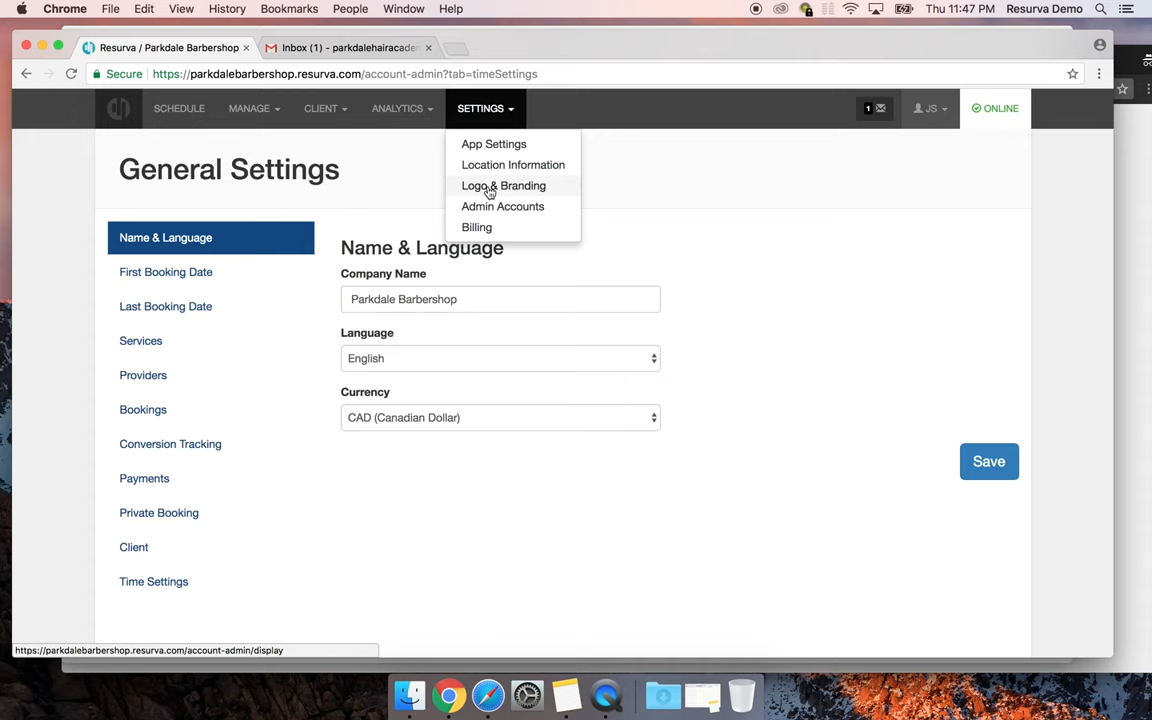 Chrome File Edit View History Bookmarks People Window Help Thu 11:47 PM Resurva Demo
Resurva / Parkdale Barbershop × Inbox (1) - parkdalehairacade ×
Secure https://parkdalebarbershop.resurva.com/account-admin?tab=timeSettings
SCHEDULE MANAGE CLIENT ANALYTICS SETTINGS 1 JS ONLINE
App Settings
Location Information
Logo & Branding
Admin Accounts
Billing
General Settings
Name & Language
First Booking Date
Last Booking Date
Services
Providers
Bookings
Conversion Tracking
Payments
Private Booking
Client
Time Settings
Name & Language
Company Name
Parkdale Barbershop
Language
English
Currency
CAD (Canadian Dollar)
Save
https://parkdalebarbershop.resurva.com/account-admin/display